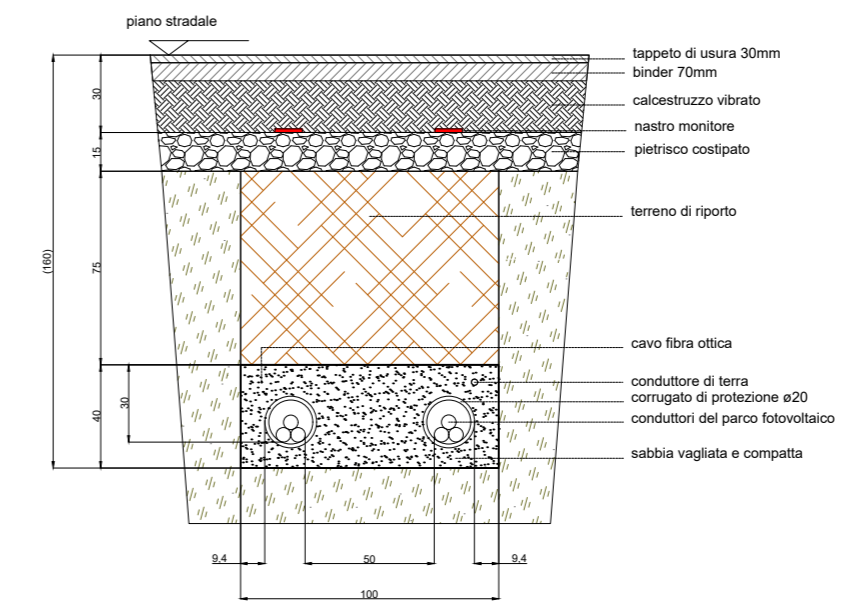 piano stradale
tappeto di usura 30mm
binder 70mm
calcestruzzo vibrato
nastro monitore
pietrisco costipato
terreno di riporto
cavo fibra ottica
conduttore di terra
corrugato di protezione ø20
conduttori del parco fotovoltaico
sabbia vagliata e compatta
30
15
(160)
75
40
30
9,4
50
9,4
100